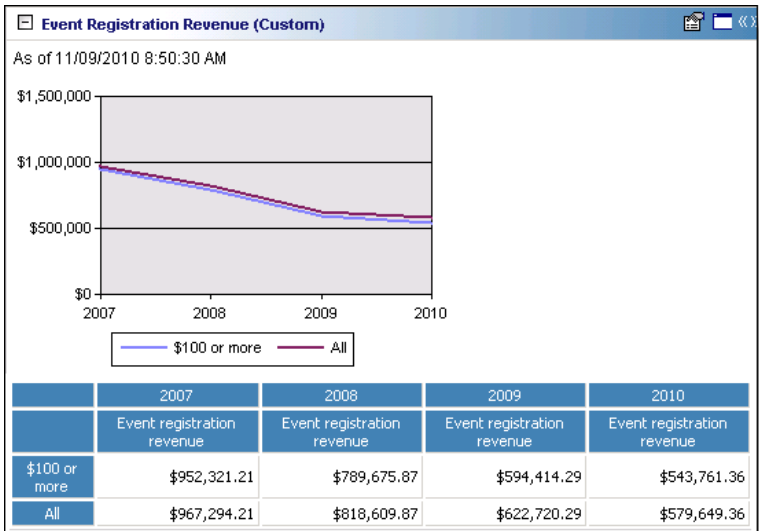 Event Registration Revenue (Custom)
As of 11/09/2010 8:50:30 AM
$1,500,000
$1,000,000
$500,000
$0
2007 2008 2009 2010
$100 or more All
2007 2008 2009 2010
Event registration revenue Event registration revenue Event registration revenue Event registration revenue
$100 or more $952,321.21 $789,675.87 $594,414.29 $543,761.36
All $967,294.21 $818,609.87 $622,720.29 $579,649.36